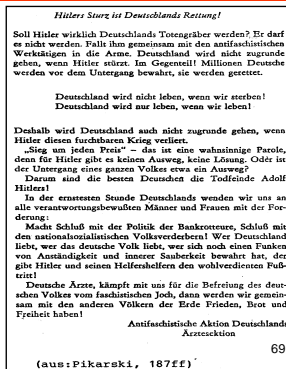 Hitlers Sturz ist Deutschlands Rettung!
Soll Hitler wirklich Deutschlands Totengräber werden? Er darf
es nicht werden. Fallt ihm gemeinsam mit den antifaschistischen
Werktätigen in die Arme. Deutschland wird nicht zugrunde
gehen, wenn Hitler stürzt. Im Gegenteil! Millionen Deutsche
werden vor dem Untergang bewahrt, sie werden gerettet.
Deutschland wird nicht leben, wenn wir sterben!
Deutschland wird nur leben, wenn wir leben!
Deshalb wird Deutschland auch nicht zugrunde gehen, wenn
Hitler diesen furchtbaren Krieg verliert.
„Sieg um jeden Preis“ – das ist eine wahnsinnige Parole,
denn für Hitler gibt es keinen Ausweg, keine Lösung. Oder ist
der Untergang eines ganzen Volkes etwa ein Ausweg?
Darum sind die besten Deutschen die Todfeinde Adolf
Hitlers!
In der ernstesten Stunde Deutschlands wenden wir uns an
alle verantwortungsbewußten Männer und Frauen mit der For-
derung:
Macht Schluß mit der Politik der Bankrotteure, Schluß mit
den nationalsozialistischen Volksverderbern! Wer Deutschland
liebt, wer das deutsche Volk liebt, wer sich noch einen Funken
von Anständigkeit und innerer Sauberkeit bewahrt hat, der
gibt Hitler und seinen Helfershelfern den wohlverdienten Fuß-
tritt!
Deutsche Ärzte, kämpft mit uns für die Befreiung des deut-
schen Volkes vom faschistischen Joch, dann werden wir gemein-
sam mit den anderen Völkern der Erde Frieden, Brot und
Freiheit haben!
Antifaschistische Aktion Deutschlands
Ärztesektion
69
(aus:Pikarski, 187ff)